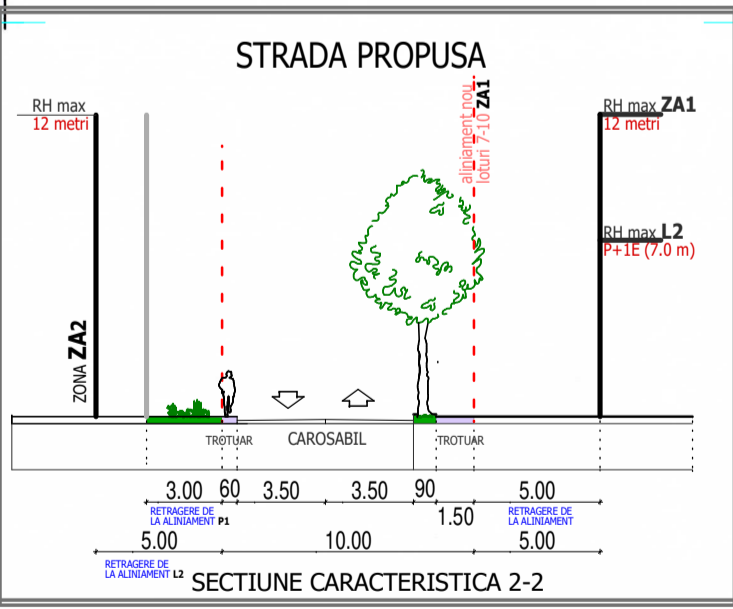 STRADA PROPUSA
RH max
12 metri
aliniament nou
loturi 7-10 ZA1
RH max ZA1
12 metri
RH max L2
P+1E (7.0 m)
ZONA ZA2
TROTUAR
CAROSABIL
TROTUAR
3.00
60
3.50
3.50
90
1.50
5.00
RETRAGERE DE
LA ALINIAMENT P1
RETRAGERE DE
LA ALINIAMENT
5.00
10.00
5.00
RETRAGERE DE
LA ALINIAMENT L2
SECTIUNE CARACTERISTICA 2-2